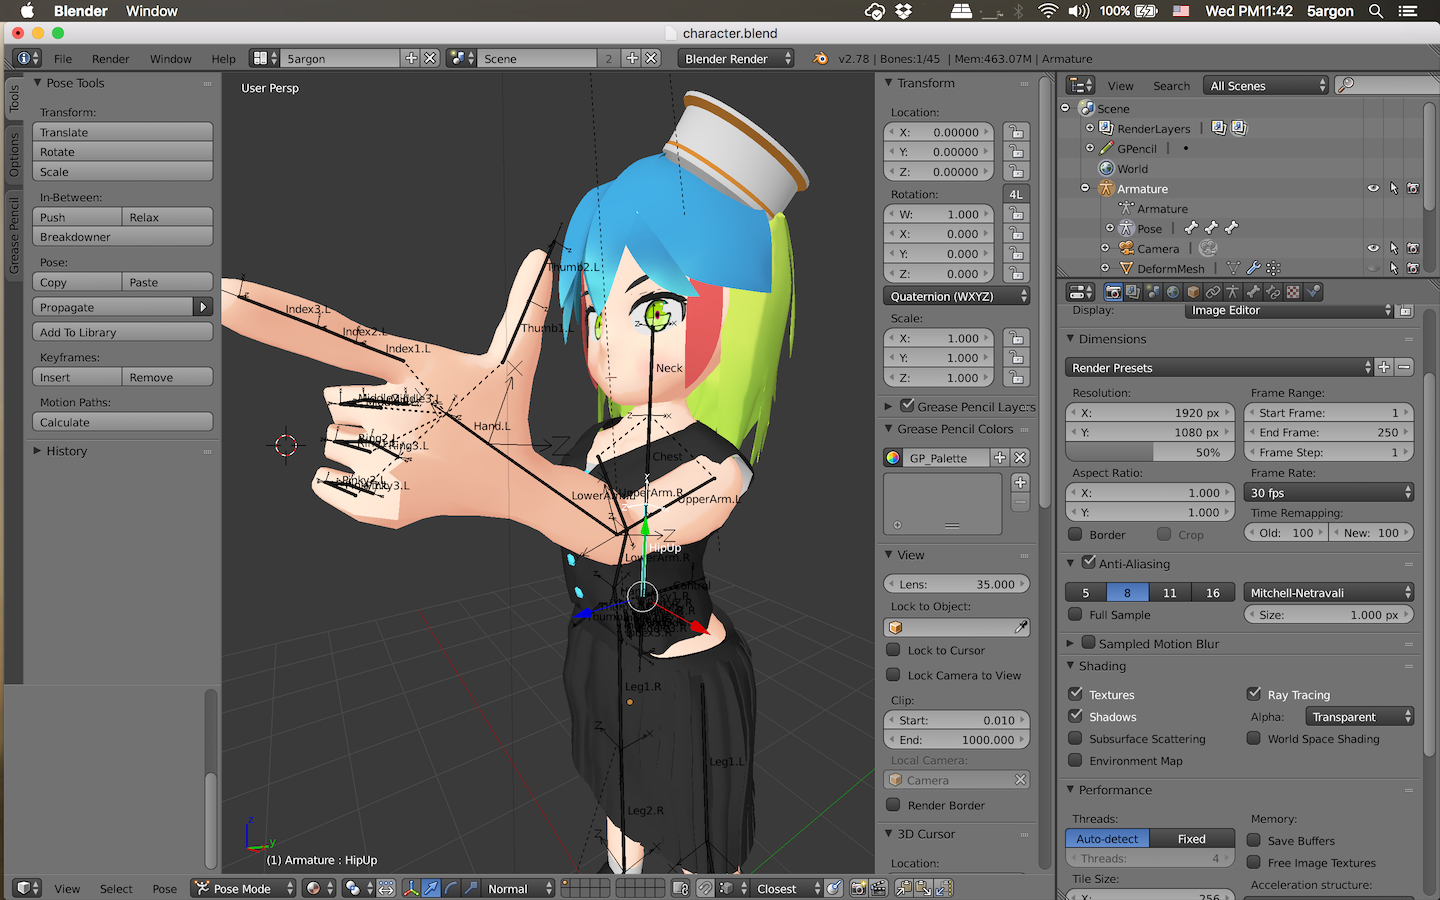 Blender Window 100% Wed PM11:42 5argon
character.blend
File Render Window Help 5argon Scene 2 Blender Render v2.78 | Bones:1/45 | Mem:463.07M | Armature
Tools
Options
Grease Pencil
Pose Tools
Transform:
Translate
Rotate
Scale
In-Between:
Push Relax
Breakdowner
Pose:
Copy Paste
Propagate
Add To Library
Keyframes:
Insert Remove
Motion Paths:
Calculate
History
User Persp
Thumb2.L
Index3.L
Thumb1.L
Index2.L
Index1.L
Neck
Hand.L
Ring3.L
Chest
UpperArm.R
UpperArm.L
HipUp
LowerArm.R
Control
Leg1.R
Leg1.L
Leg2.R
(1) Armature : HipUp
View Select Pose Pose Mode Normal Closest
Transform
Location:
X: 0.00000
Y: 0.00000
Z: 0.00000
Rotation: 4L
W: 1.000
X: 0.000
Y: 0.000
Z: 0.000
Quaternion (WXYZ)
Scale:
X: 1.000
Y: 1.000
Z: 1.000
Grease Pencil Layers
Grease Pencil Colors
GP_Palette
View
Lens: 35.000
Lock to Object:
Lock to Cursor
Lock Camera to View
Clip:
Start: 0.010
End: 1000.000
Local Camera:
Camera
Render Border
3D Cursor
Location:
View Search All Scenes
Scene
RenderLayers
GPencil
World
Armature
Armature
Pose
Camera
DeformMesh
Display: Image Editor
Dimensions
Render Presets
Resolution: Frame Range:
X: 1920 px Start Frame: 1
Y: 1080 px End Frame: 250
50% Frame Step: 1
Aspect Ratio: Frame Rate:
X: 1.000 30 fps
Y: 1.000 Time Remapping:
Border Crop Old: 100 New: 100
Anti-Aliasing
5 8 11 16 Mitchell-Netravali
Full Sample Size: 1.000 px
Sampled Motion Blur
Shading
Textures Ray Tracing
Shadows Alpha: Transparent
Subsurface Scattering World Space Shading
Environment Map
Performance
Threads: Memory:
Auto-detect Fixed Save Buffers
Threads: 4 Free Image Textures
Tile Size: Acceleration structure:
X: 256